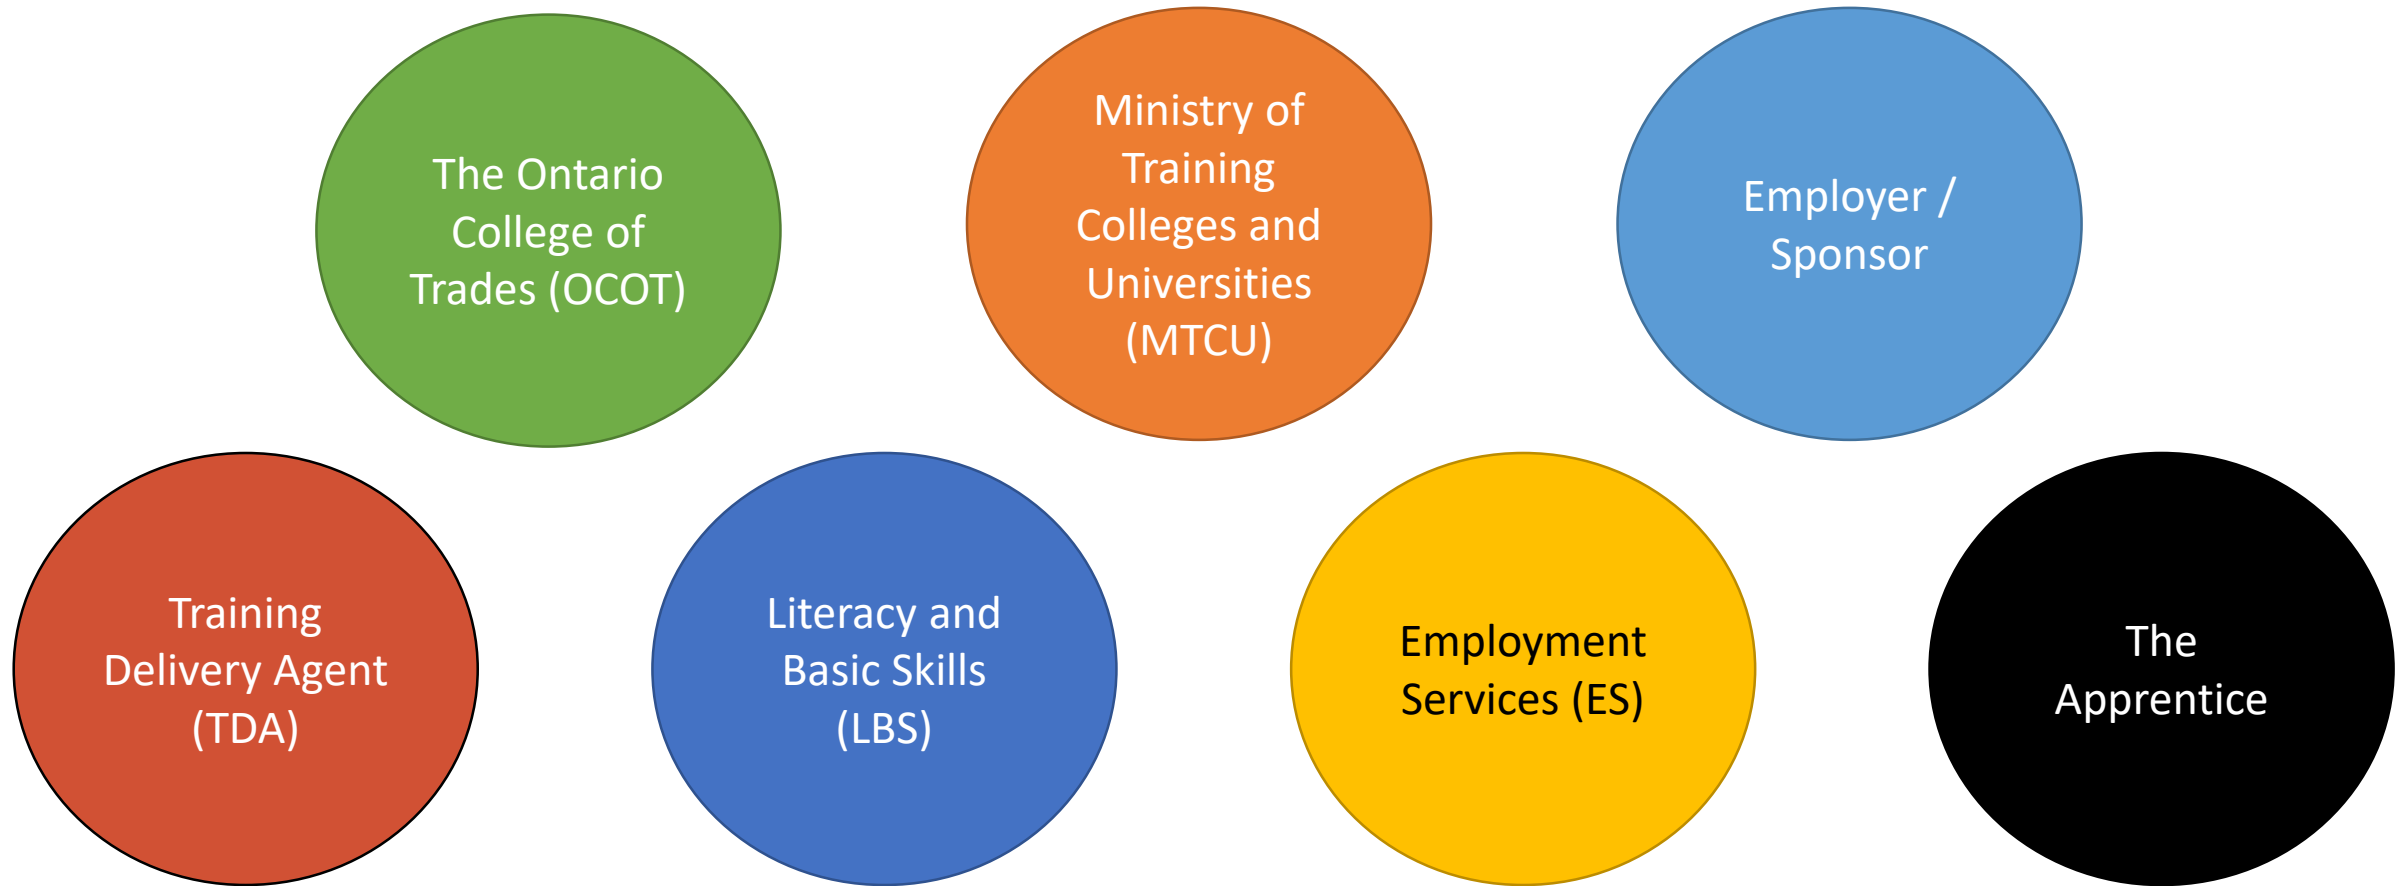 The Ontario
College of
Trades (OCOT)
Ministry of
Training
Colleges and
Universities
(MTCU)
Employer /
Sponsor
Training
Delivery Agent
(TDA)
Literacy and
Basic Skills
(LBS)
Employment
Services (ES)
The
Apprentice